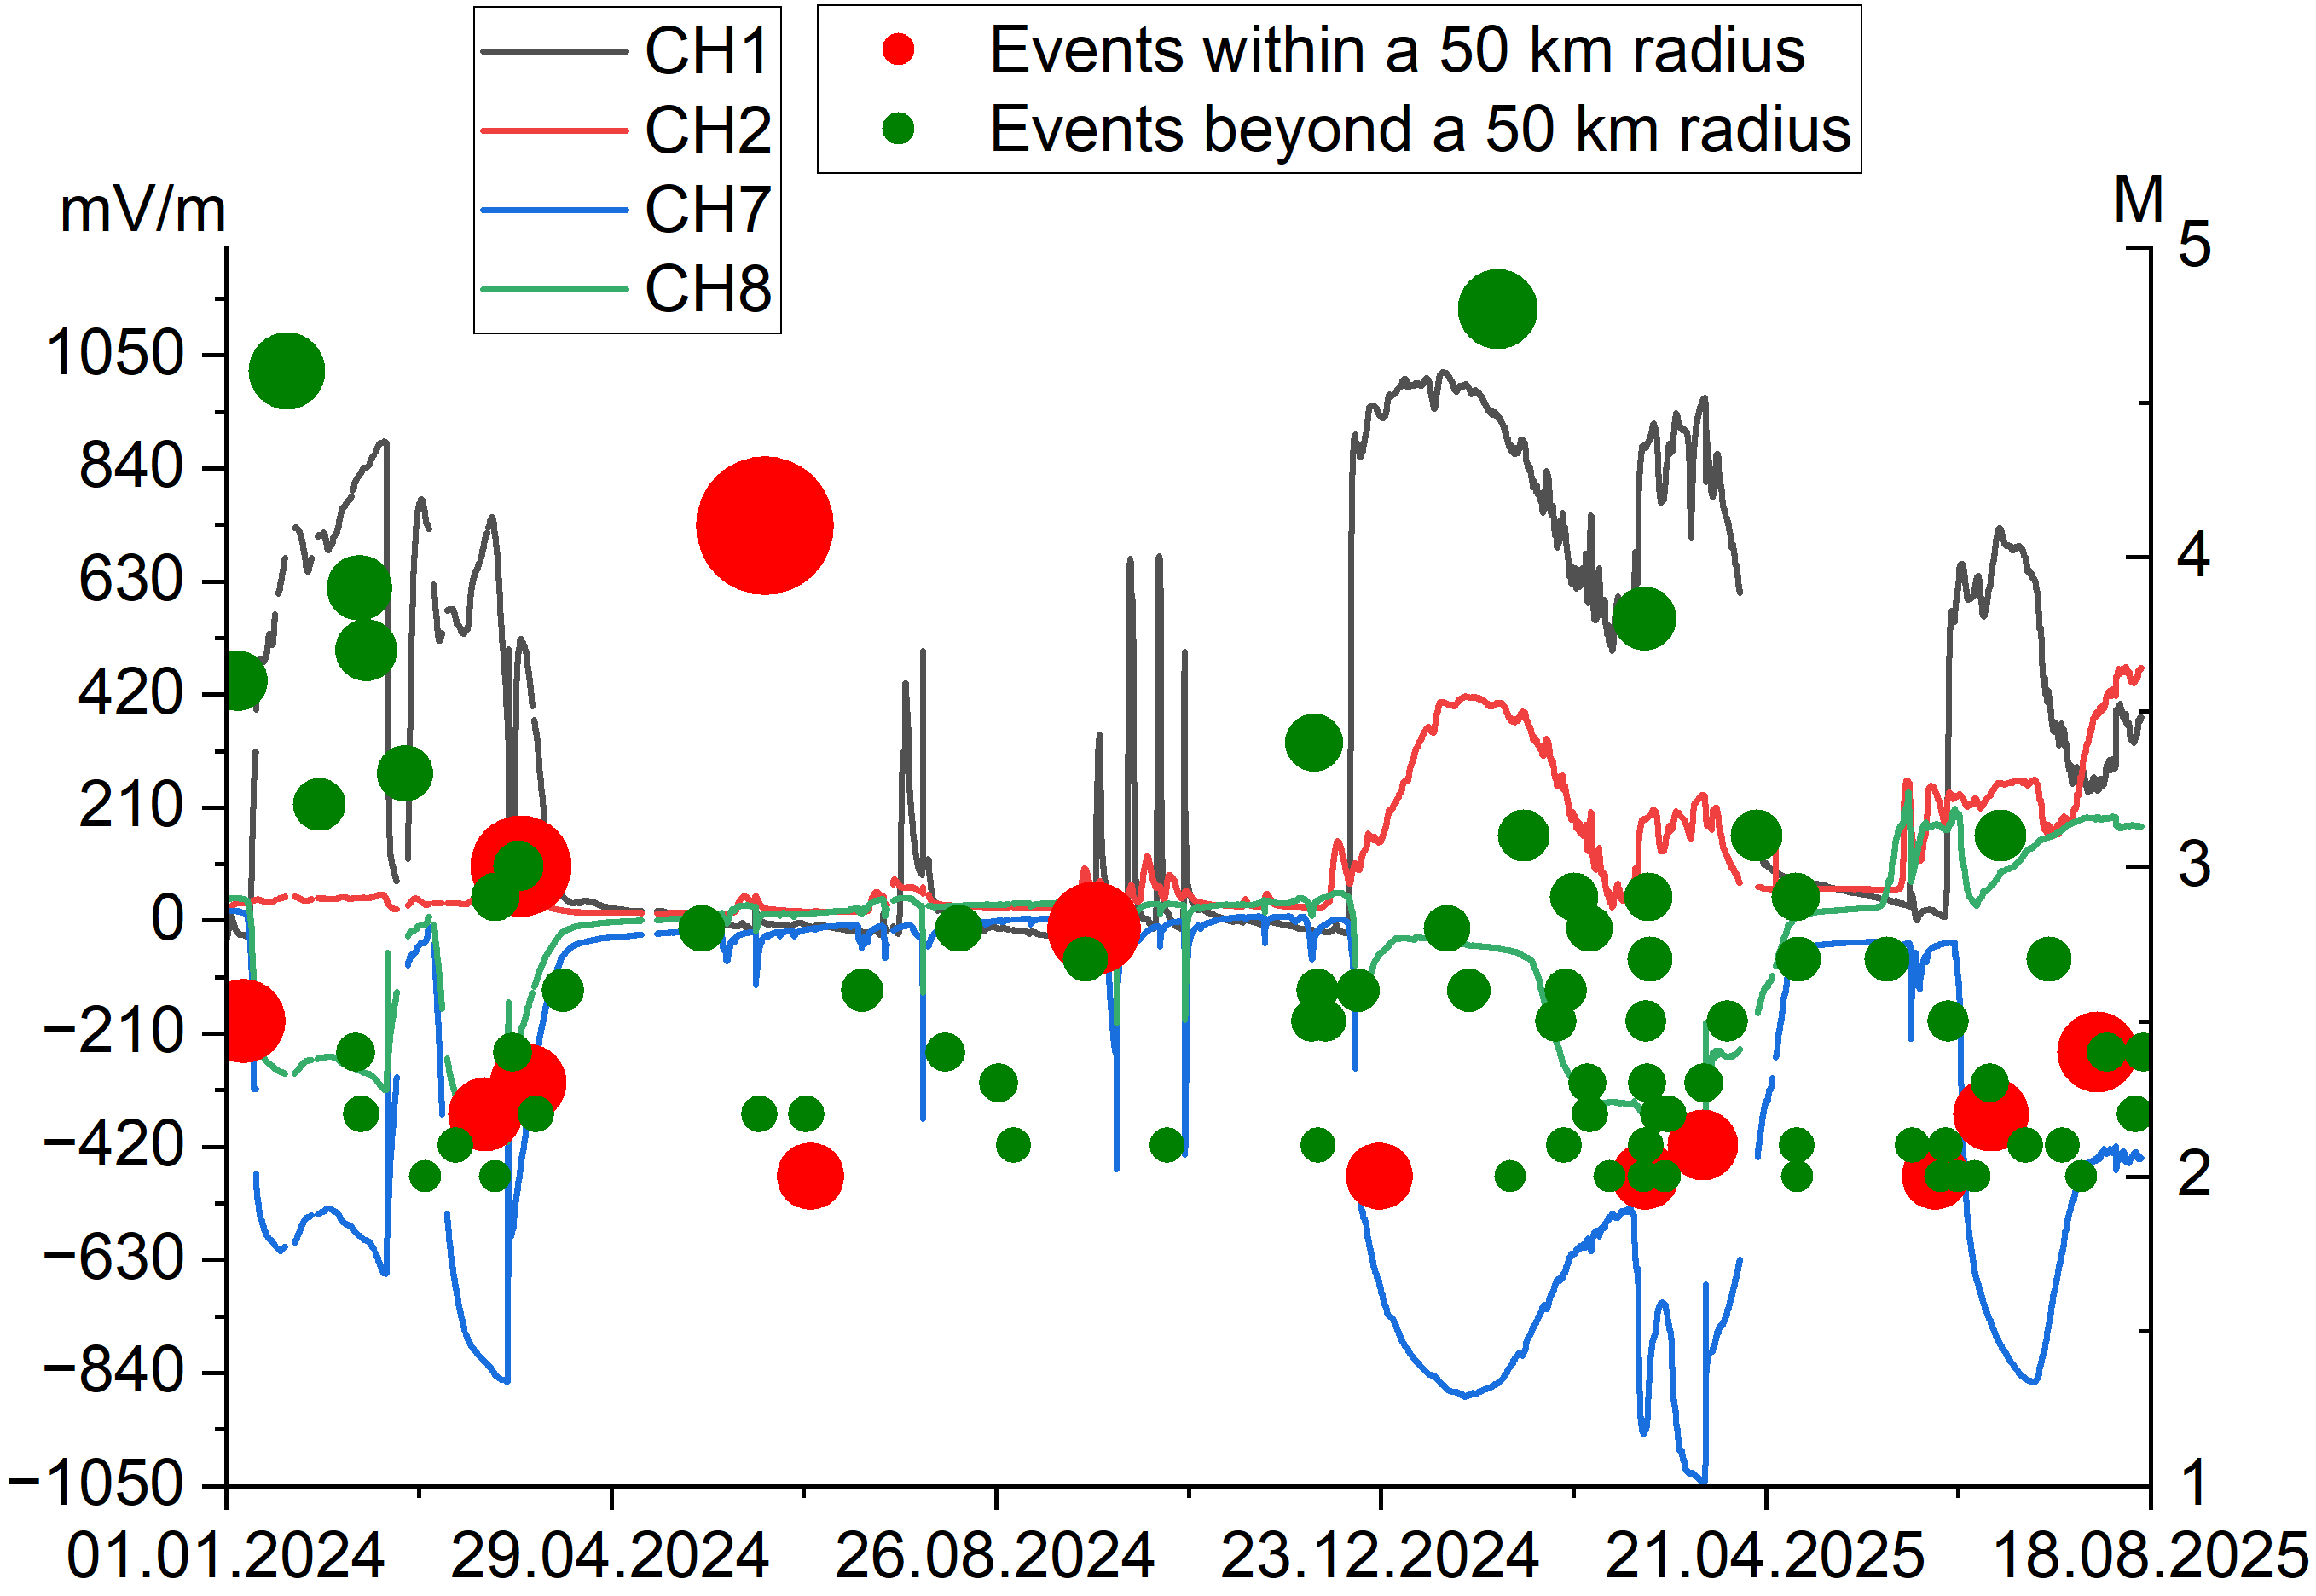 CH1
CH2
CH7
CH8
Events within a 50 km radius
Events beyond a 50 km radius
mV/m
M
1050
840
630
420
210
0
−210
−420
−630
−840
−1050
5
4
3
2
1
01.01.2024
29.04.2024
26.08.2024
23.12.2024
21.04.2025
18.08.2025